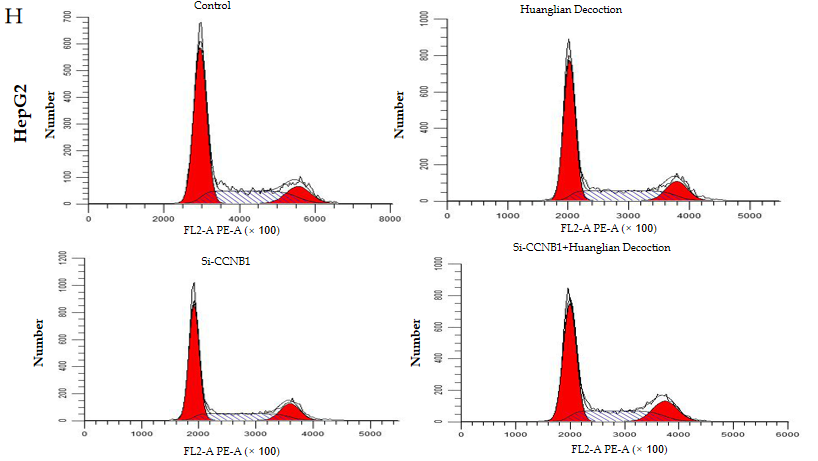 H
HepG2
Control
Number
700
600
500
400
300
200
100
0
0 2000 4000 6000 8000
FL2-A PE-A (× 100)
Huanglian Decoction
Number
1000
800
600
400
200
0
0 1000 2000 3000 4000 5000
FL2-A PE-A (× 100)
Si-CCNB1
Number
1200
1000
800
600
400
200
0
0 1000 2000 3000 4000 5000
FL2-A PE-A (× 100)
Si-CCNB1+Huanglian Decoction
Number
1000
800
600
400
200
0
0 1000 2000 3000 4000 5000 6000
FL2-A PE-A (× 100)